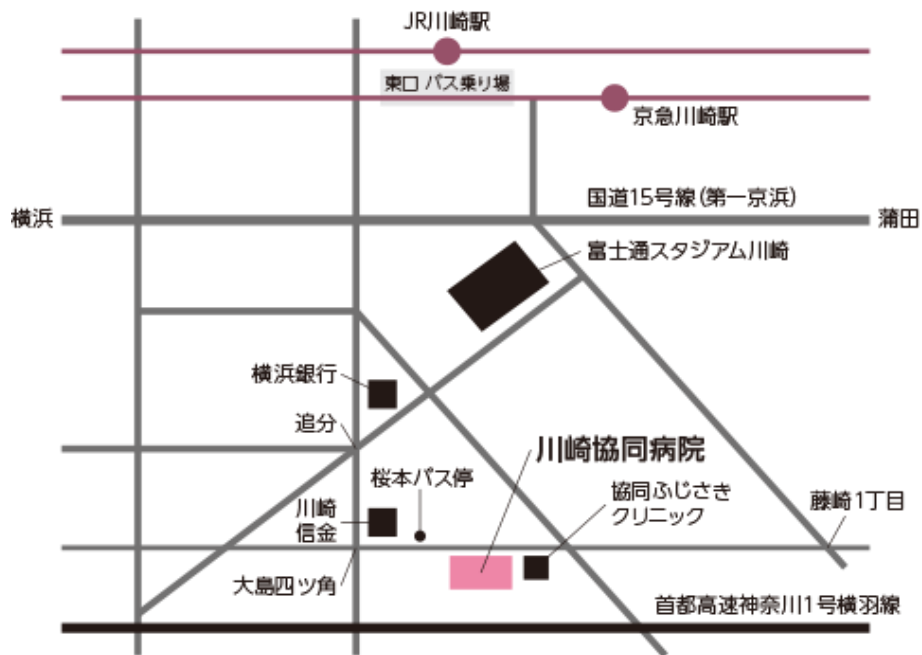 JR川崎駅
東口 バス乗り場
京急川崎駅
国道15号線(第一京浜)
横浜
蒲田
富士通スタジアム川崎
横浜銀行
追分
川崎協同病院
桜本バス停
協同ふじさき
クリニック
藤崎1丁目
川崎
信金
大島四ツ角
首都高速神奈川1号横羽線